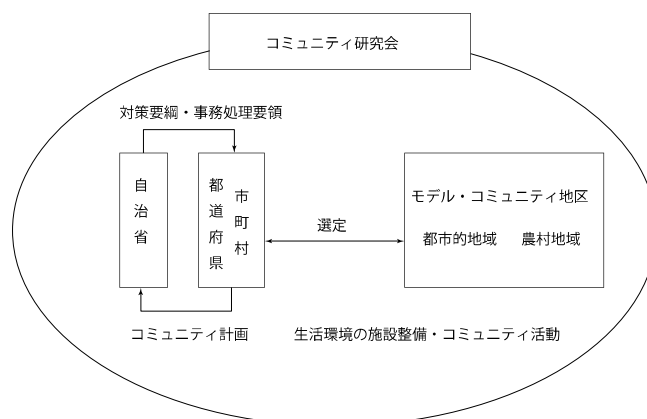 コミュニティ研究会
対策要綱・事務処理要領
自治省
都道府県
市町村
選定
モデル・コミュニティ地区
都市的地域 農村地域
コミュニティ計画
生活環境の施設整備・コミュニティ活動